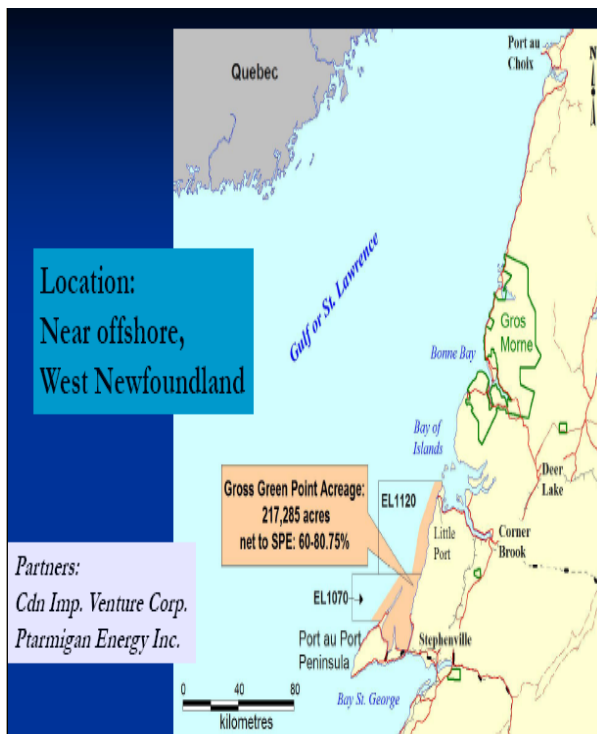 Quebec
Port au
Choix
N
Location:
Near offshore,
West Newfoundland
Gulf or St. Lawrence
Gros
Morne
Bonne Bay
Bay of
Islands
Deer
Lake
Gross Green Point Acreage:
217,285 acres
net to SPE: 60-80.75%
EL1120
Little
Port
Corner
Brook
Partners:
Cdn Imp. Venture Corp.
Ptarmigan Energy Inc.
EL1070
Port au Port
Peninsula
Stephenville
Bay St. George
0 40 80
kilometres